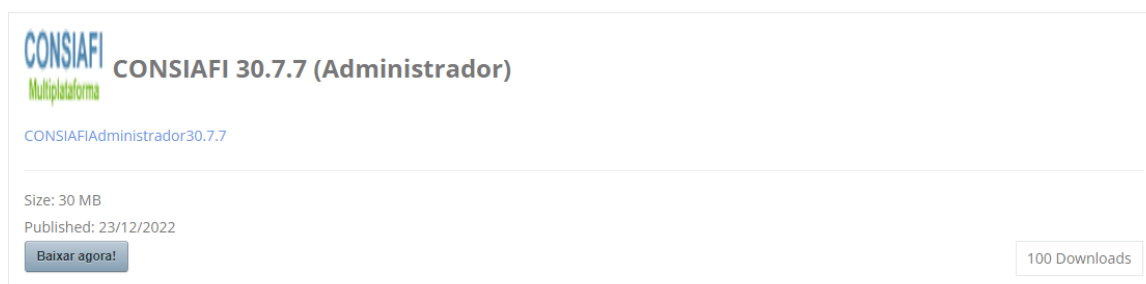 CONSIAFI
Multiplataforma
CONSIAFI 30.7.7 (Administrador)
CONSIAFIAdministrador30.7.7
Size: 30 MB
Published: 23/12/2022
Baixar agora!
100 Downloads